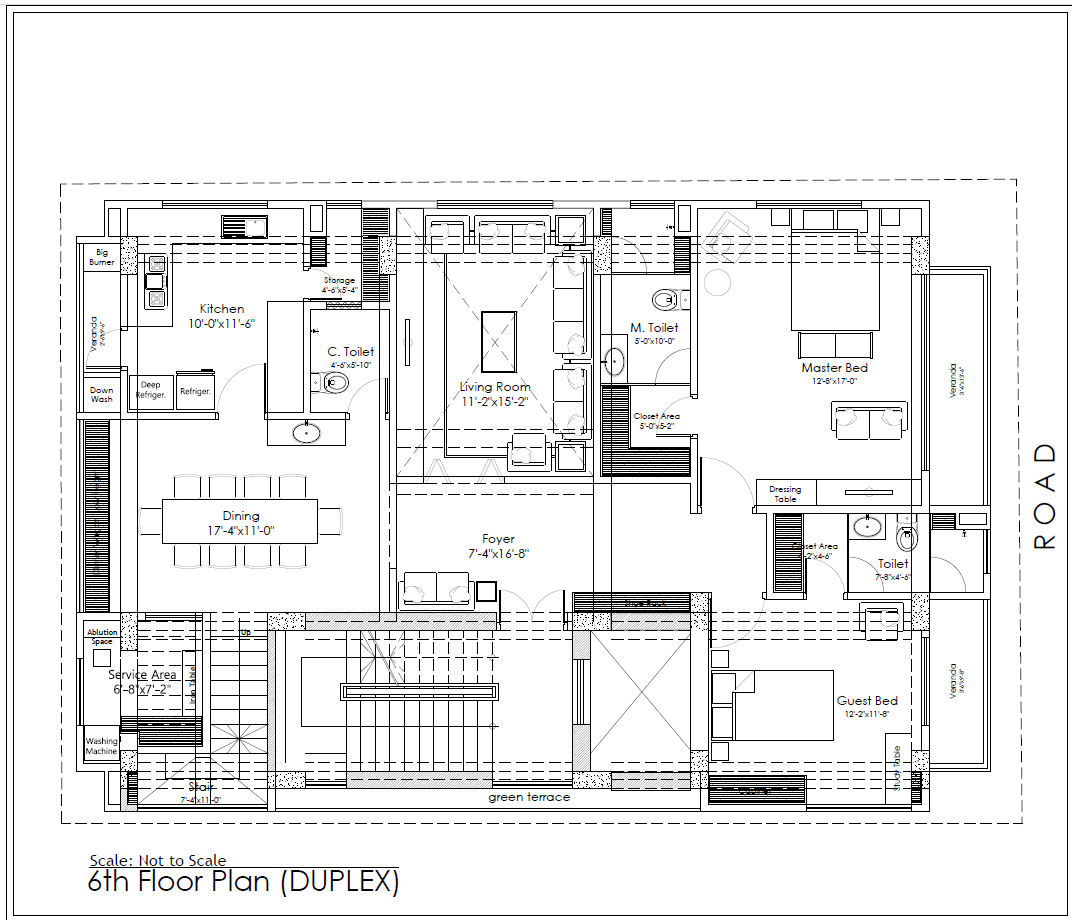 Big
Burner
Storage
4'-6"x5'-4"
Kitchen
10'-0"x11'-6"
Veranda
M. Toilet
5'-0"x10'-0"
C. Toilet
4'-6"x5'-10"
Master Bed
12'-8"x17'-0"
Veranda
Deep
Refriger.
Refriger.
Down
Wash
Living Room
11'-2"x15'-2"
Closet Area
5'-0"x5'-2"
ROAD
Dressing
Table
Dining
17'-4"x11'-0"
Foyer
7'-4"x16'-8"
Closet Area
Toilet
7'-8"x4'-6"
Shoe Rack
Ablution
Space
Up
Service Area
6'-8"x7'-2"
Iron Table
Veranda
Guest Bed
12'-2"x11'-8"
Washing
Machine
Study Table
Stair
7'-4"x11'-0"
green terrace
Scale: Not to Scale
6th Floor Plan (DUPLEX)